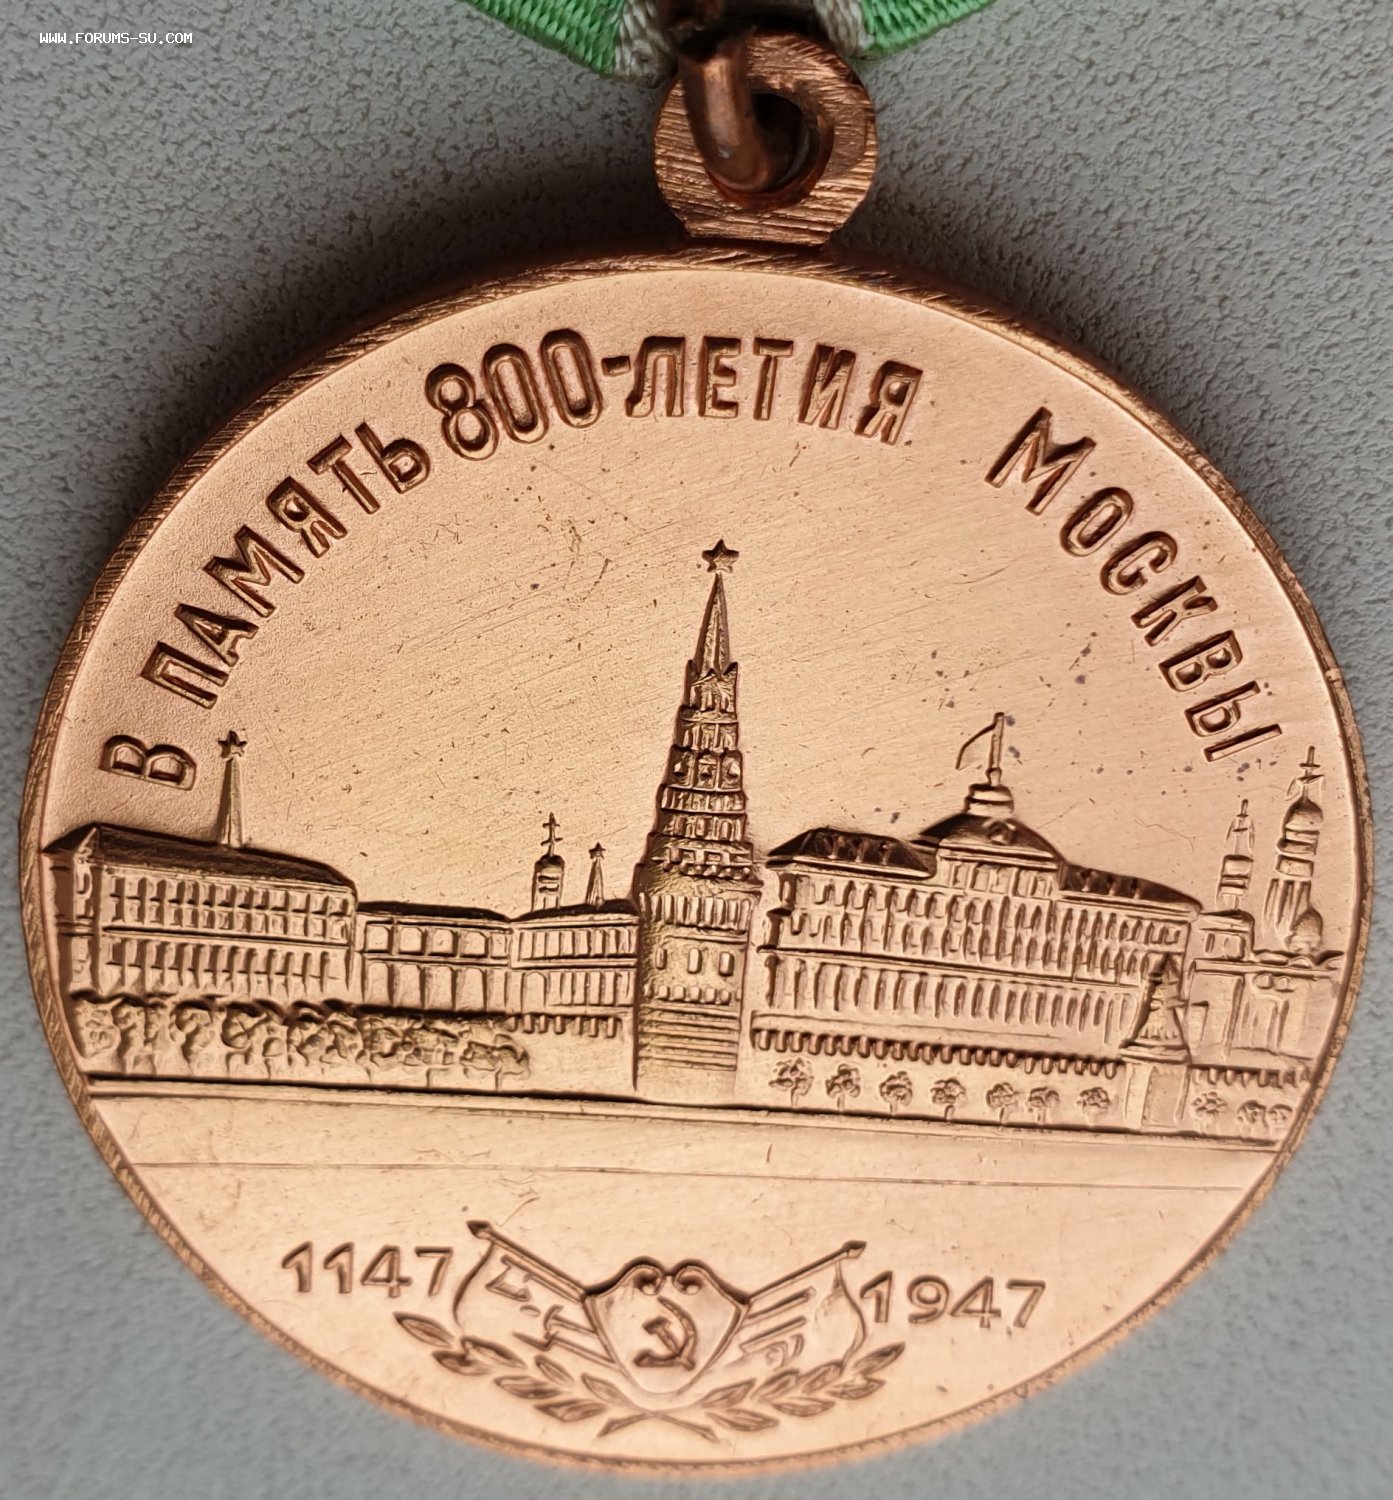 www.forums-su.com
В ПАМЯТЬ 800-ЛЕТИЯ МОСКВЫ
1147 1947